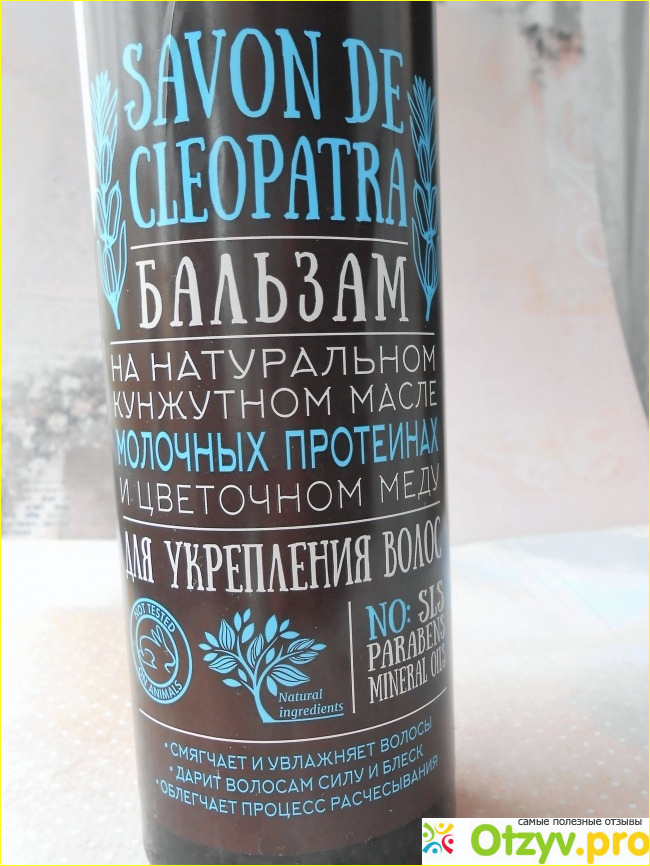 SAVON DE
CLEOPATRA
БАЛЬЗАМ
НА НАТУРАЛЬНОМ
КУНЖУТНОМ МАСЛЕ
МОЛОЧНЫХ ПРОТЕИНАХ
И ЦВЕТОЧНОМ МЕДУ
ДЛЯ УКРЕПЛЕНИЯ ВОЛОС
NOT TESTED
ON ANIMALS
Natural
ingredients
NO: SLS
PARABENS
MINERAL OILS
• СМЯГЧАЕТ И УВЛАЖНЯЕТ ВОЛОСЫ
• ДАРИТ ВОЛОСАМ СИЛУ И БЛЕСК
• ОБЛЕГЧАЕТ ПРОЦЕСС РАСЧЕСЫВАНИЯ
самые полезные отзывы
Otzyv.pro